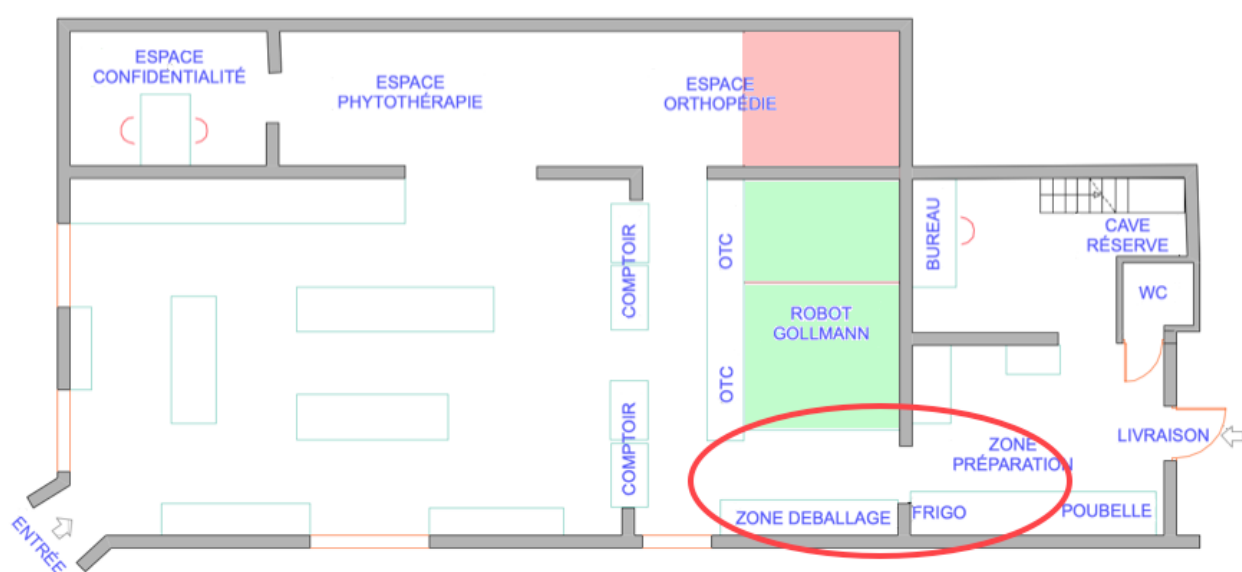 ESPACE
CONFIDENTIALITÉ
ESPACE
PHYTOTHÉRAPIE
ESPACE
ORTHOPÉDIE
COMPTOIR
OTC
BUREAU
CAVE
RÉSERVE
WC
ROBOT
GOLLMANN
COMPTOIR
OTC
ZONE
PRÉPARATION
LIVRAISON
ENTRÉE
ZONE DEBALLAGE
FRIGO
POUBELLE